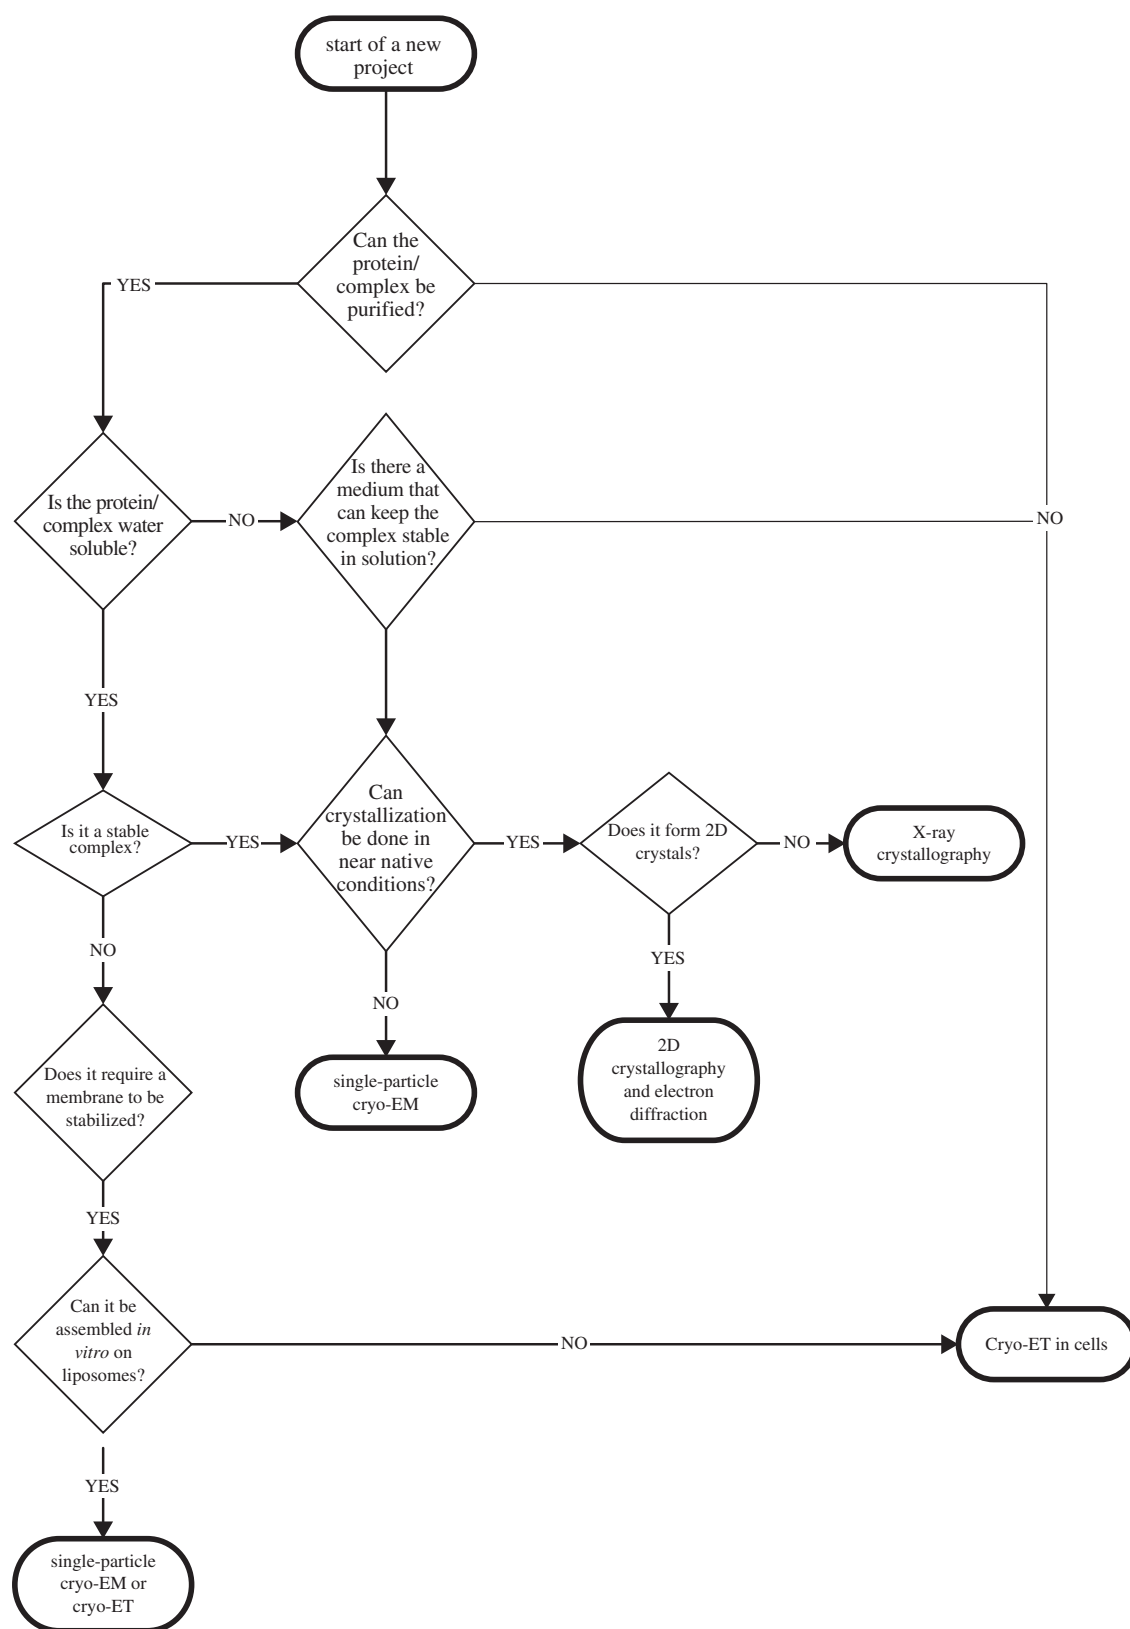 start of a new
project
Can the
protein/
complex be
purified?
YES
Is the protein/
complex water
soluble?
NO
Is there a
medium that
can keep the
complex stable
in solution?
NO
YES
Is it a stable
complex?
YES
Can
crystallization
be done in
near native
conditions?
YES
Does it form 2D
crystals?
NO
X-ray
crystallography
NO
NO
YES
Does it require a
membrane to be
stabilized?
single-particle
cryo-EM
2D
crystallography
and electron
diffraction
YES
Can it be
assembled in
vitro on
liposomes?
NO
Cryo-ET in cells
YES
single-particle
cryo-EM or
cryo-ET